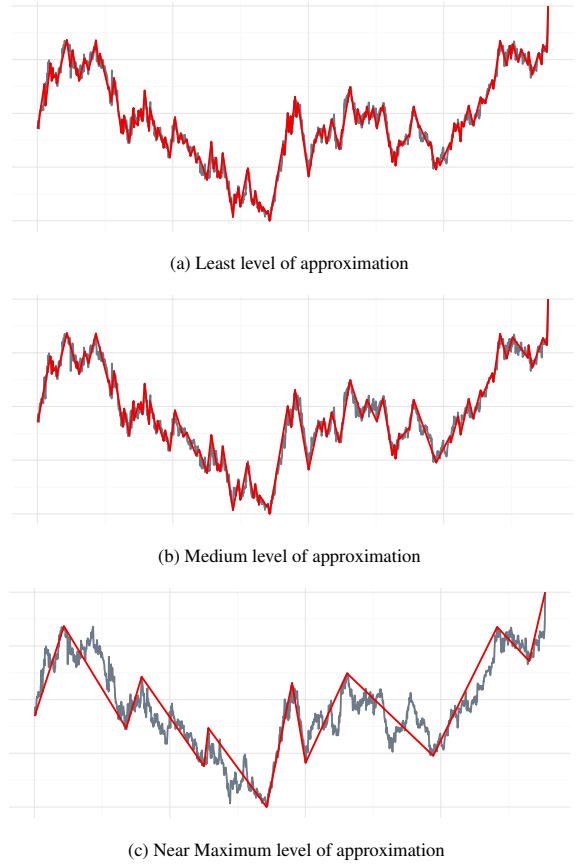 (a) Least level of approximation
(b) Medium level of approximation
(c) Near Maximum level of approximation